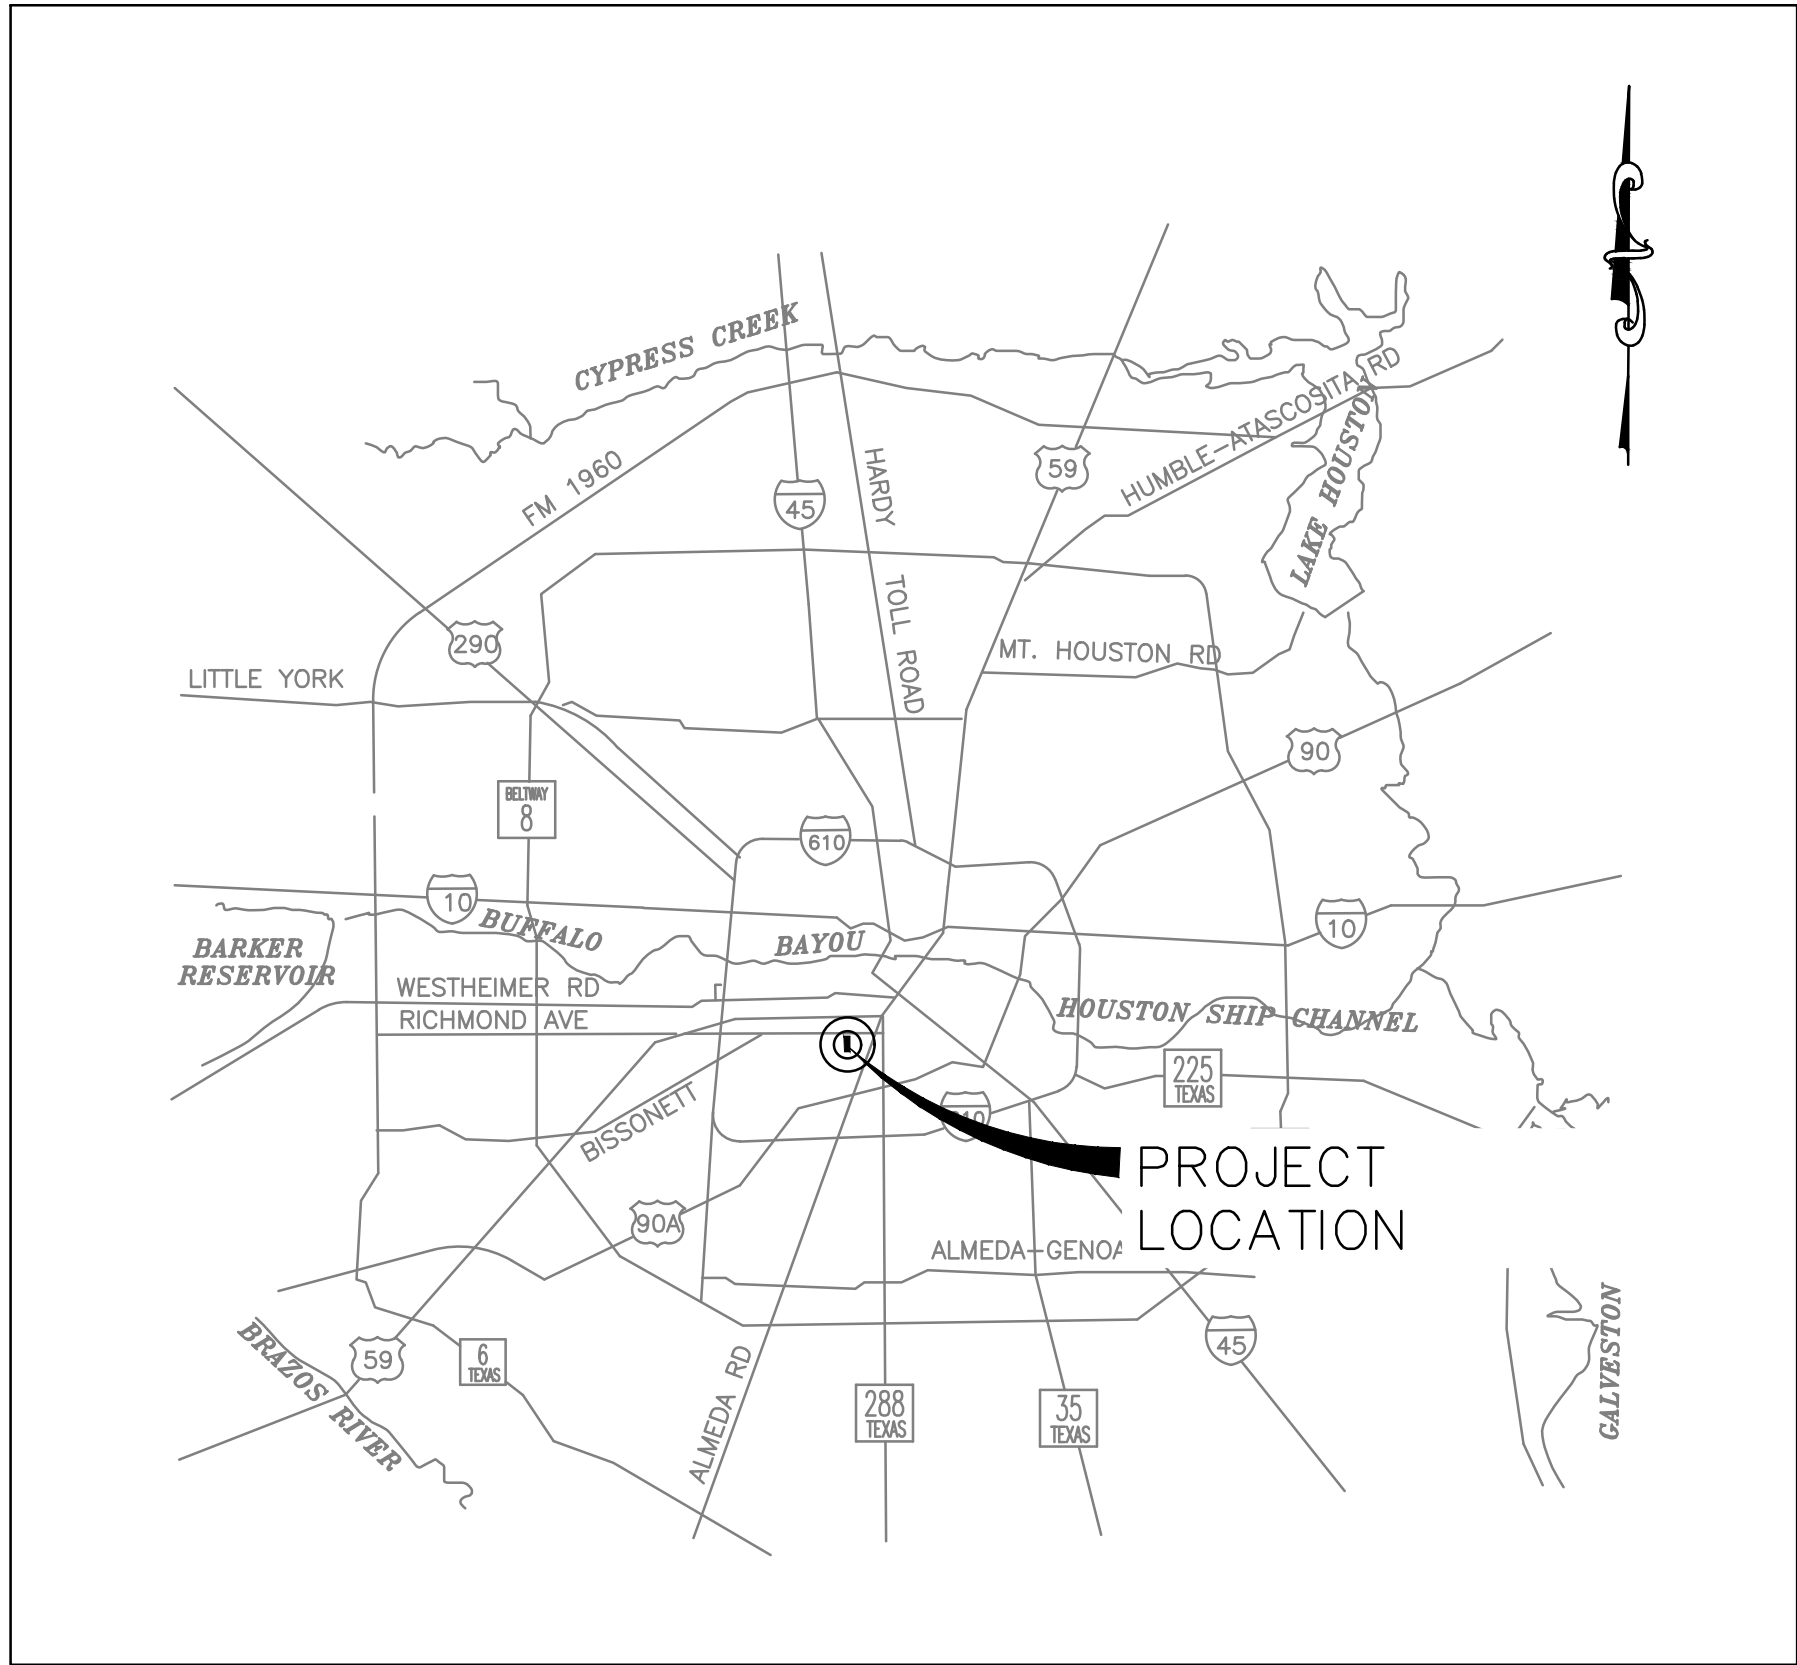 CYPRESS CREEK
HUMBLE-ATASCOSITA RD
LAKE HOUSTON
FM 1960
HARDY
TOLL ROAD
45
59
290
LITTLE YORK
MT. HOUSTON RD
90
BELTWAY
8
610
10
10
BUFFALO
BAYOU
BARKER
RESERVOIR
WESTHEIMER RD
RICHMOND AVE
HOUSTON SHIP CHANNEL
225
TEXAS
BISSONETT
PROJECT
LOCATION
90A
ALMEDA-GENOA
BRAZOS RIVER
59
6
TEXAS
ALMEDA RD
288
TEXAS
35
TEXAS
45
GALVESTON